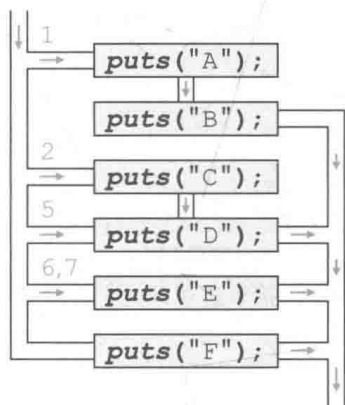 1
puts("A");
puts("B");
2
puts("C");
5
puts("D");
6,7
puts("E");
puts("F");